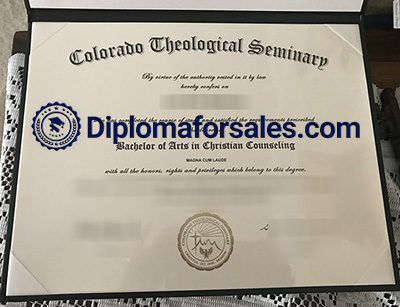 Colorado Theological Seminary
By virtue of the authority vested in it by law
hereby confers on
has completed the course of study and satisfied the requirements prescribed
Diplomaforsales.com
Bachelor of Arts in Christian Counseling
MAGNA CUM LAUDE
with all the honors, rights and privileges which belong to this degree.